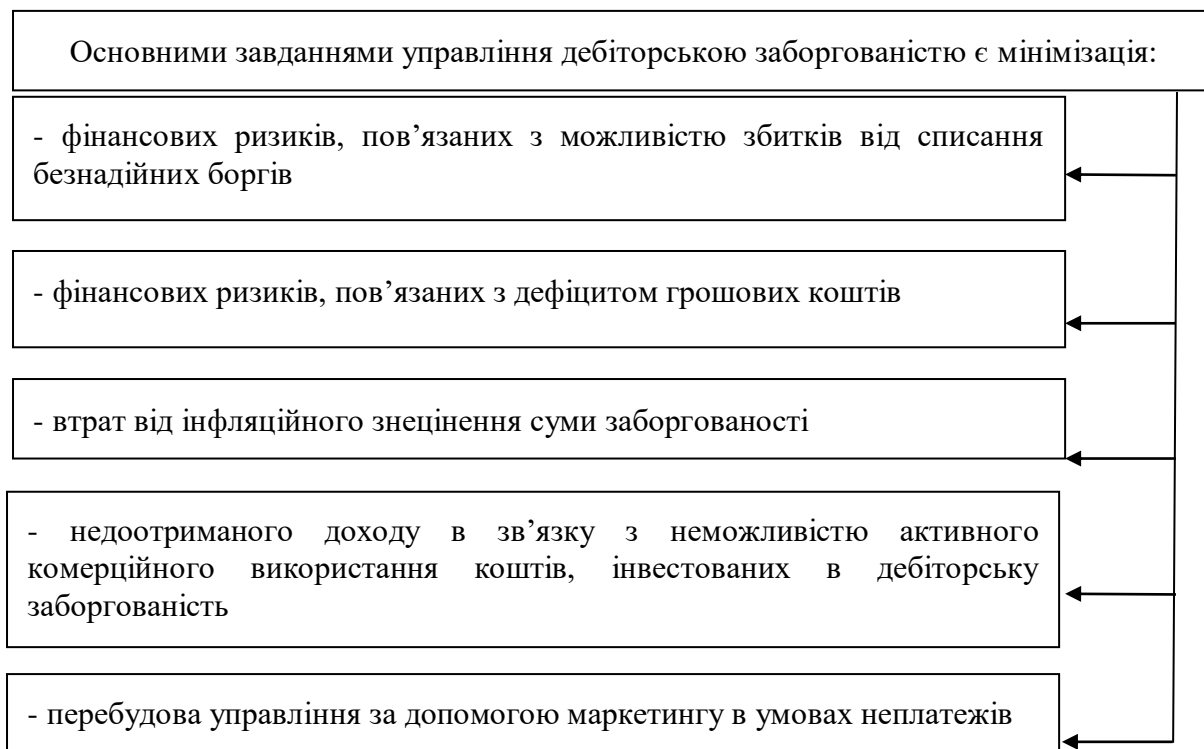 Основними завданнями управління дебіторською заборгованістю є мінімізація:
- фінансових ризиків, пов’язаних з можливістю збитків від списання
безнадійних боргів
- фінансових ризиків, пов’язаних з дефіцитом грошових коштів
- втрат від інфляційного знецінення суми заборгованості
- недоотриманого доходу в зв’язку з неможливістю активного
комерційного використання коштів, інвестованих в дебіторську
заборгованість
- перебудова управління за допомогою маркетингу в умовах неплатежів